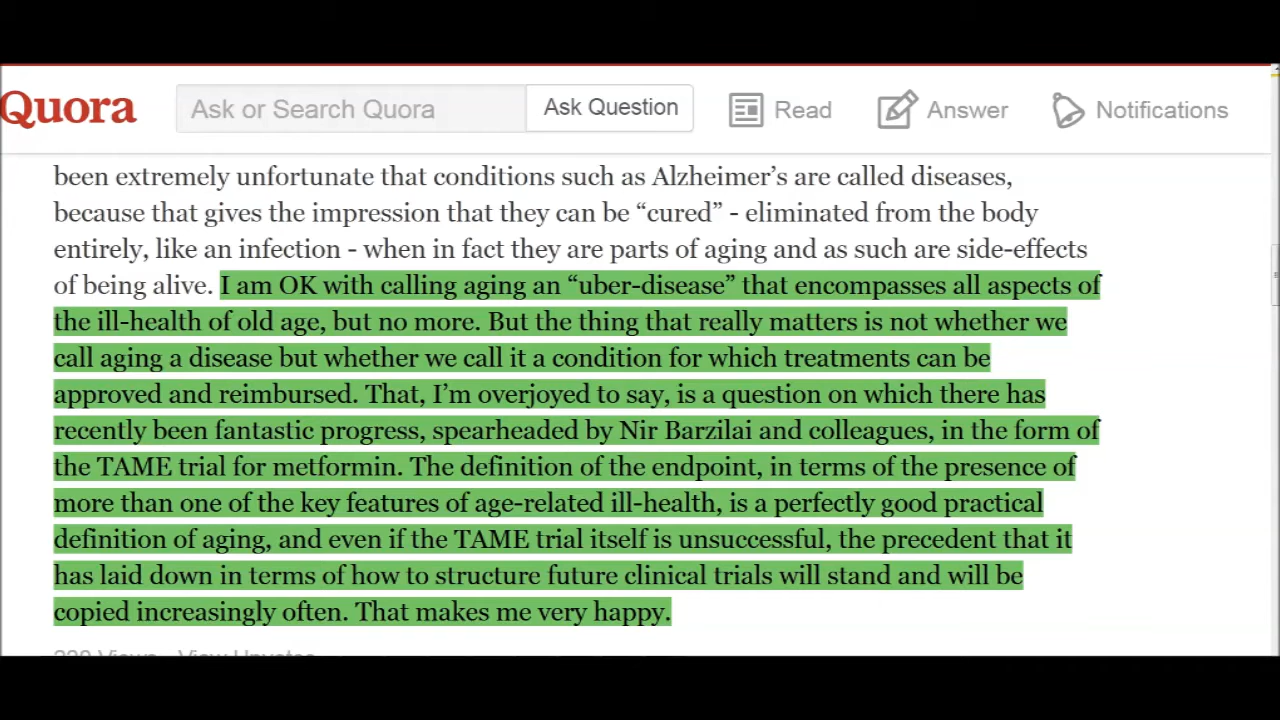 Quora
Ask or Search Quora
Ask Question
Read
Answer
Notifications
been extremely unfortunate that conditions such as Alzheimer’s are called diseases,
because that gives the impression that they can be “cured” - eliminated from the body
entirely, like an infection - when in fact they are parts of aging and as such are side-effects
of being alive. I am OK with calling aging an “uber-disease” that encompasses all aspects of
the ill-health of old age, but no more. But the thing that really matters is not whether we
call aging a disease but whether we call it a condition for which treatments can be
approved and reimbursed. That, I’m overjoyed to say, is a question on which there has
recently been fantastic progress, spearheaded by Nir Barzilai and colleagues, in the form of
the TAME trial for metformin. The definition of the endpoint, in terms of the presence of
more than one of the key features of age-related ill-health, is a perfectly good practical
definition of aging, and even if the TAME trial itself is unsuccessful, the precedent that it
has laid down in terms of how to structure future clinical trials will stand and will be
copied increasingly often. That makes me very happy.